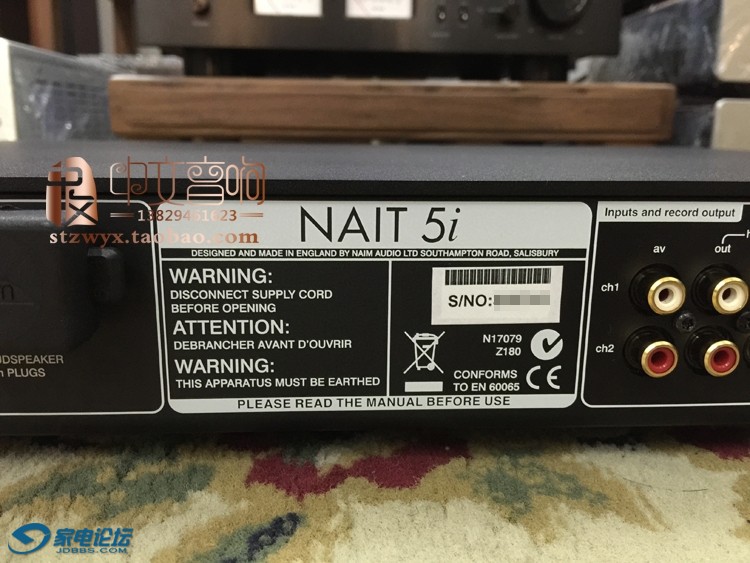 中文音响
13829451623
stzwyx.taobao.com
NAIT 5i
DESIGNED AND MADE IN ENGLAND BY NAIM AUDIO LTD SOUTHAMPTON ROAD, SALISBURY
WARNING:
DISCONNECT SUPPLY CORD
BEFORE OPENING
ATTENTION:
DEBRANCHER AVANT D'OUVRIR
WARNING:
THIS APPARATUS MUST BE EARTHED
S/NO:
N17079
Z180
CONFORMS
TO EN 60065
CE
PLEASE READ THE MANUAL BEFORE USE
Inputs and record output
av
out
h
ch1
ch2
UDSPEAKER
PLUGS
家电论坛
JDBBS.COM